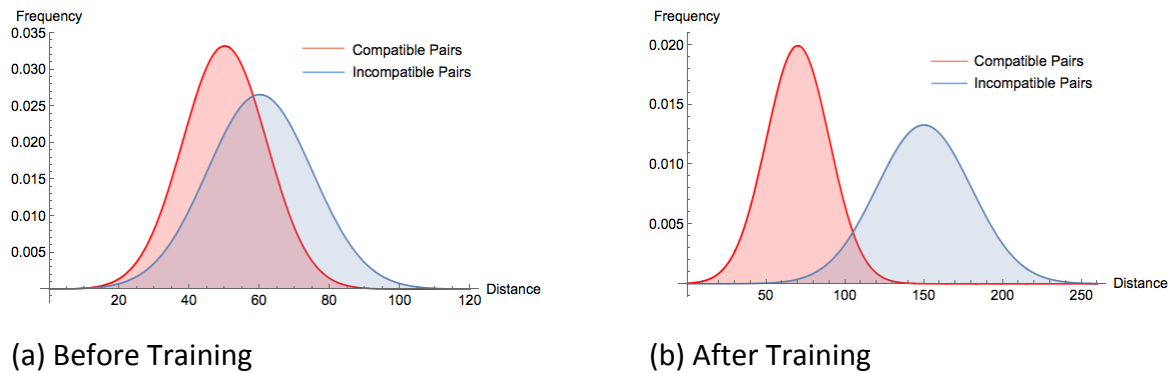 Frequency
0.035
0.030
0.025
0.020
0.015
0.010
0.005
20 40 60 80 100 120
Distance
Compatible Pairs
Incompatible Pairs
(a) Before Training
Frequency
0.020
0.015
0.010
0.005
50 100 150 200 250
Distance
Compatible Pairs
Incompatible Pairs
(b) After Training